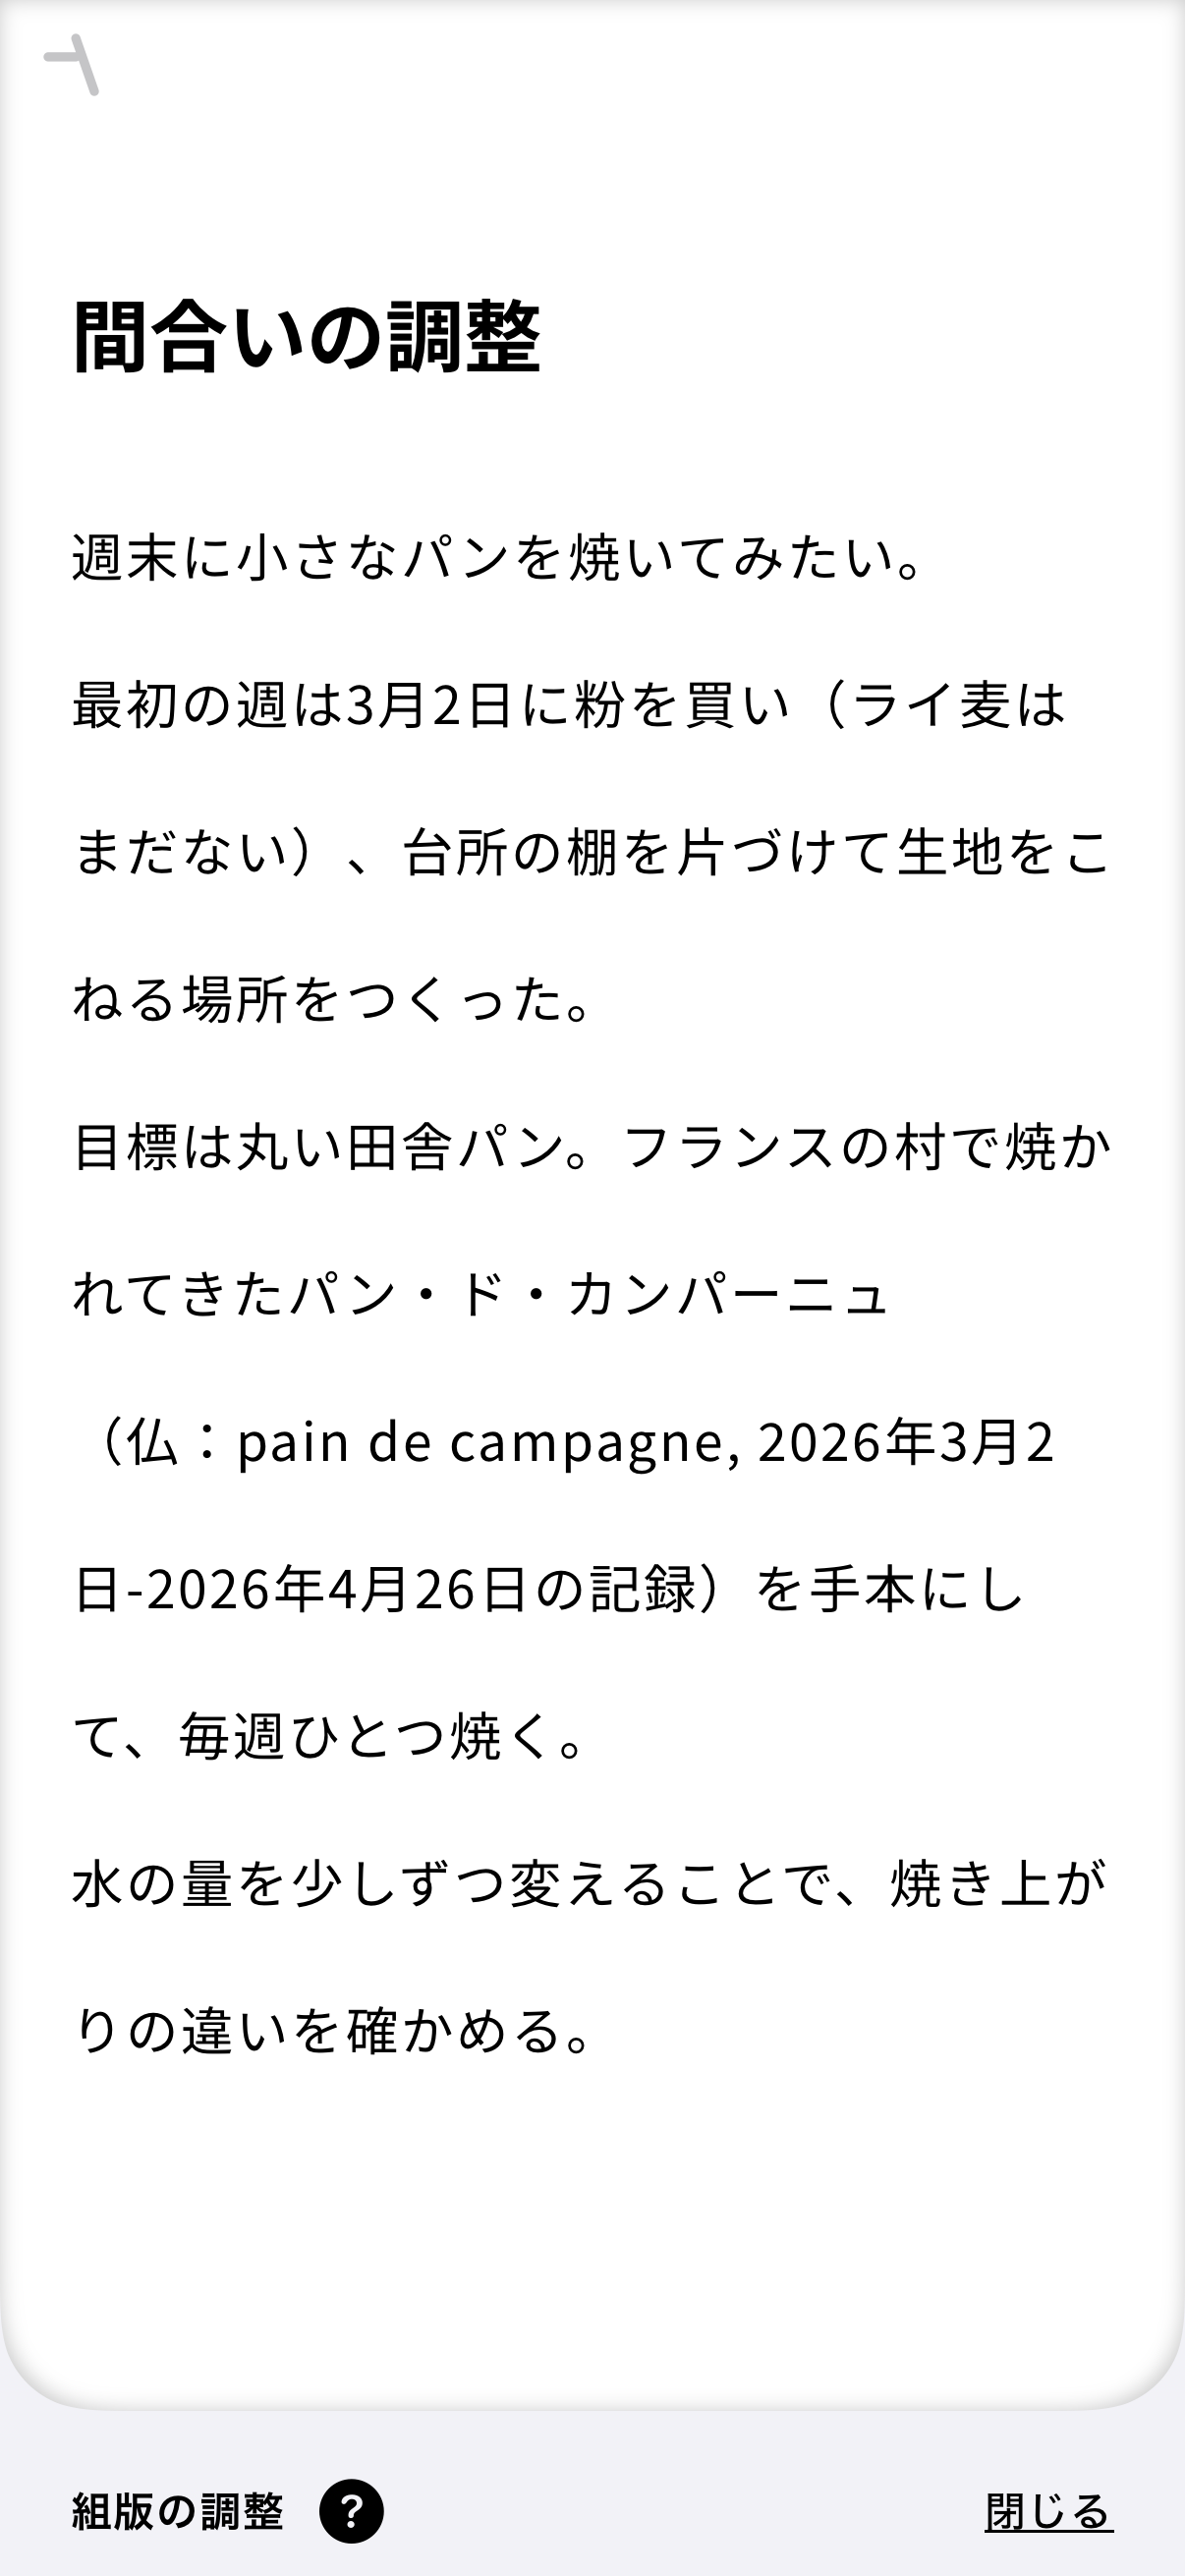 間合いの調整
週末に小さなパンを焼いてみたい。
最初の週は3月2日に粉を買い（ライ麦は
まだない）、台所の棚を片づけて生地をこ
ねる場所をつくった。
目標は丸い田舎パン。フランスの村で焼か
れてきたパン・ド・カンパーニュ
（仏：pain de campagne, 2026年3月2
日-2026年4月26日の記録）を手本にし
て、毎週ひとつ焼く。
水の量を少しずつ変えることで、焼き上が
りの違いを確かめる。
組版の調整 ?
閉じる